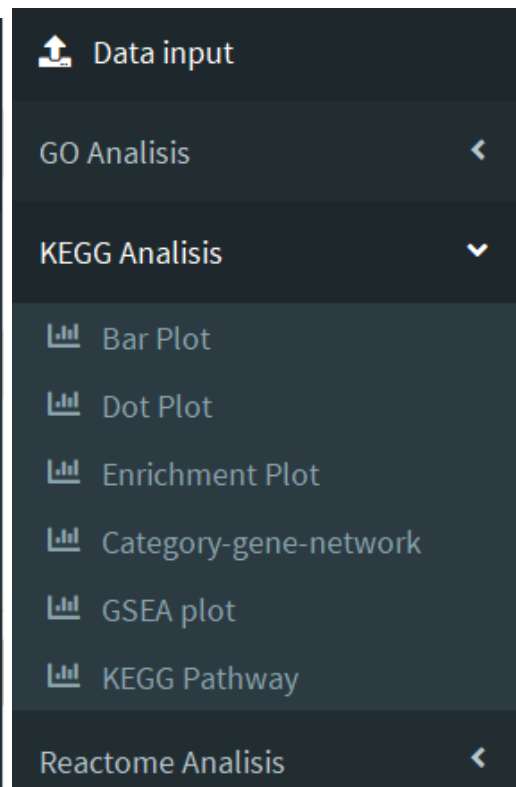 Data input
GO Analisis
KEGG Analisis
Bar Plot
Dot Plot
Enrichment Plot
Category-gene-network
GSEA plot
KEGG Pathway
Reactome Analisis